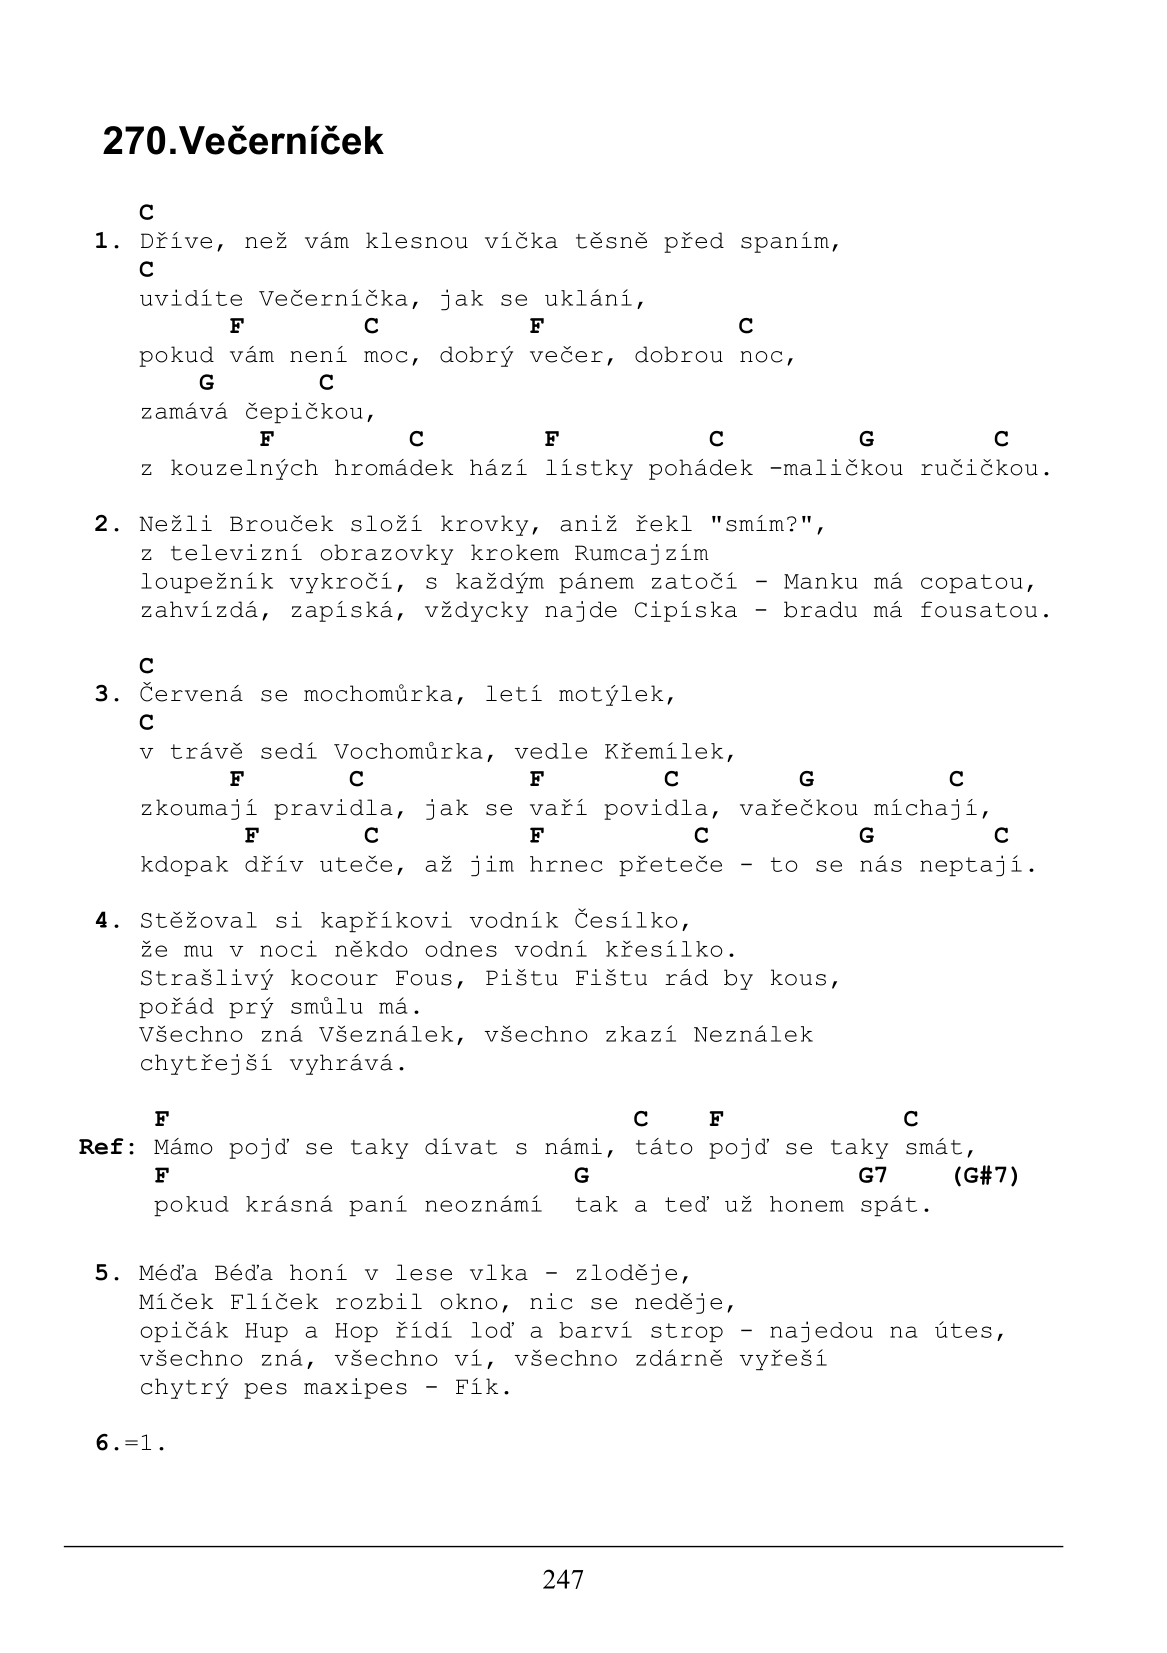 270.Večerníček
C
1. Dříve, než vám klesnou víčka těsně před spaním,
C
uvidíte Večerníčka, jak se uklání,
F C F C
pokud vám není moc, dobrý večer, dobrou noc,
G C
zamává čepičkou,
F C F C G C
z kouzelných hromádek hází lístky pohádek -maličkou ručičkou.
2. Nežli Brouček složí krovky, aniž řekl "smím?",
z televizní obrazovky krokem Rumcajzím
loupežník vykročí, s každým pánem zatočí - Manku má copatou,
zahvízdá, zapíská, vždycky najde Cipíska - bradu má fousatou.
C
3. Červená se mochomůrka, letí motýlek,
C
v trávě sedí Vochomůrka, vedle Křemílek,
F C F C G C
zkoumají pravidla, jak se vaří povidla, vařečkou míchají,
F C F C G C
kdopak dřív uteče, až jim hrnec přeteče - to se nás neptají.
4. Stěžoval si kapříkovi vodník Česílko,
že mu v noci někdo odnes vodní křesílko.
Strašlivý kocour Fous, Pištu Fištu rád by kous,
pořád prý smůlu má.
Všechno zná Všeználek, všechno zkazí Neználek
chytřejší vyhrává.
F C F C
Ref: Mámo pojď se taky dívat s námi, táto pojď se taky smát,
F G G7 (G#7)
pokud krásná paní neoznámí  tak a teď už honem spát.
5. Méďa Béďa honí v lese vlka - zloděje,
Míček Flíček rozbil okno, nic se neděje,
opičák Hup a Hop řídí loď a barví strop - najedou na útes,
všechno zná, všechno ví, všechno zdárně vyřeší
chytrý pes maxipes - Fík.
6.=1.
247